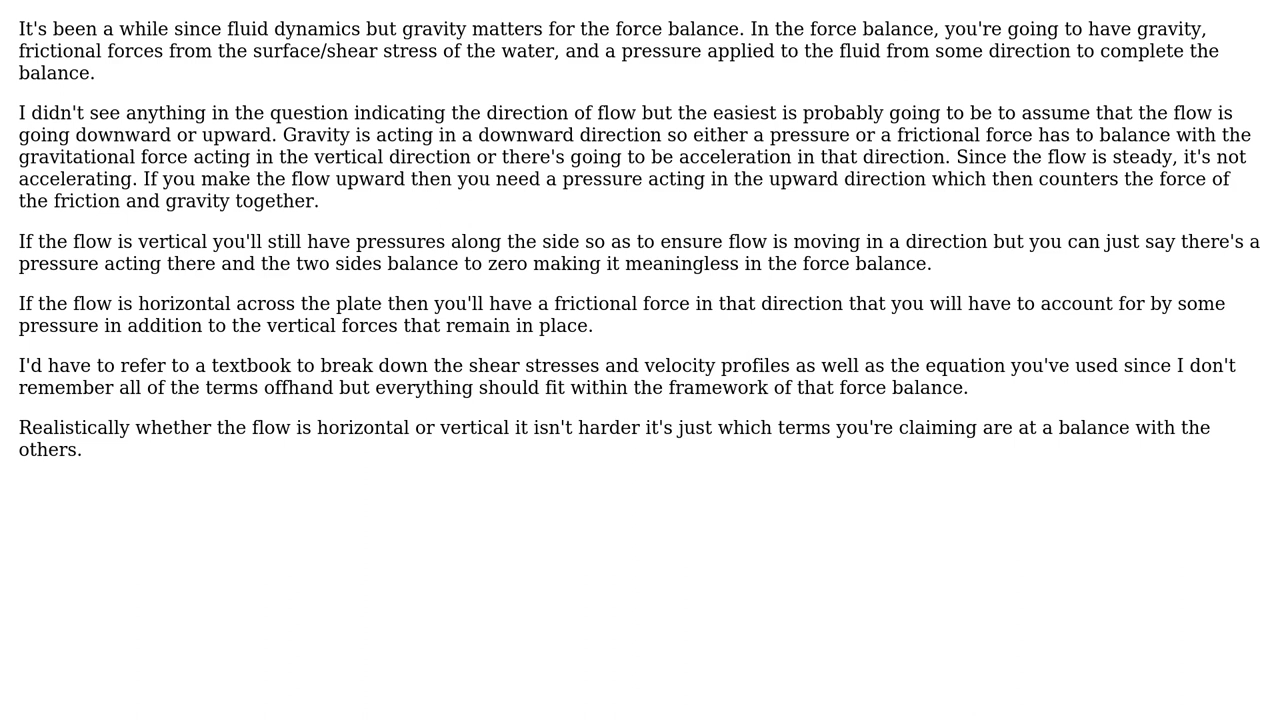 It's been a while since fluid dynamics but gravity matters for the force balance. In the force balance, you're going to have gravity,
frictional forces from the surface/shear stress of the water, and a pressure applied to the fluid from some direction to complete the
balance.
I didn't see anything in the question indicating the direction of flow but the easiest is probably going to be to assume that the flow is
going downward or upward. Gravity is acting in a downward direction so either a pressure or a frictional force has to balance with the
gravitational force acting in the vertical direction or there's going to be acceleration in that direction. Since the flow is steady, it's not
accelerating. If you make the flow upward then you need a pressure acting in the upward direction which then counters the force of
the friction and gravity together.
If the flow is vertical you'll still have pressures along the side so as to ensure flow is moving in a direction but you can just say there's a
pressure acting there and the two sides balance to zero making it meaningless in the force balance.
If the flow is horizontal across the plate then you'll have a frictional force in that direction that you will have to account for by some
pressure in addition to the vertical forces that remain in place.
I'd have to refer to a textbook to break down the shear stresses and velocity profiles as well as the equation you've used since I don't
remember all of the terms offhand but everything should fit within the framework of that force balance.
Realistically whether the flow is horizontal or vertical it isn't harder it's just which terms you're claiming are at a balance with the
others.